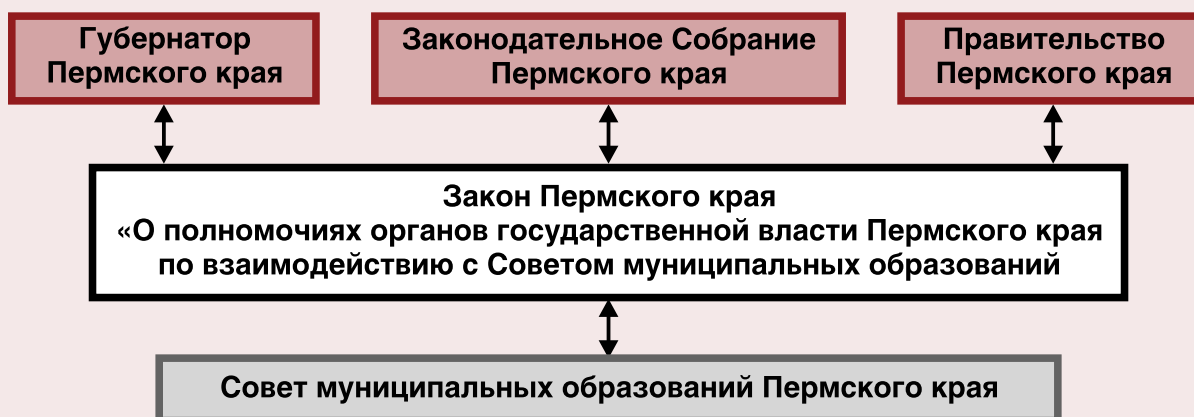 Губернатор
Пермского края
Законодательное Собрание
Пермского края
Правительство
Пермского края
Закон Пермского края
«О полномочиях органов государственной власти Пермского края
по взаимодействию с Советом муниципальных образований
Совет муниципальных образований Пермского края